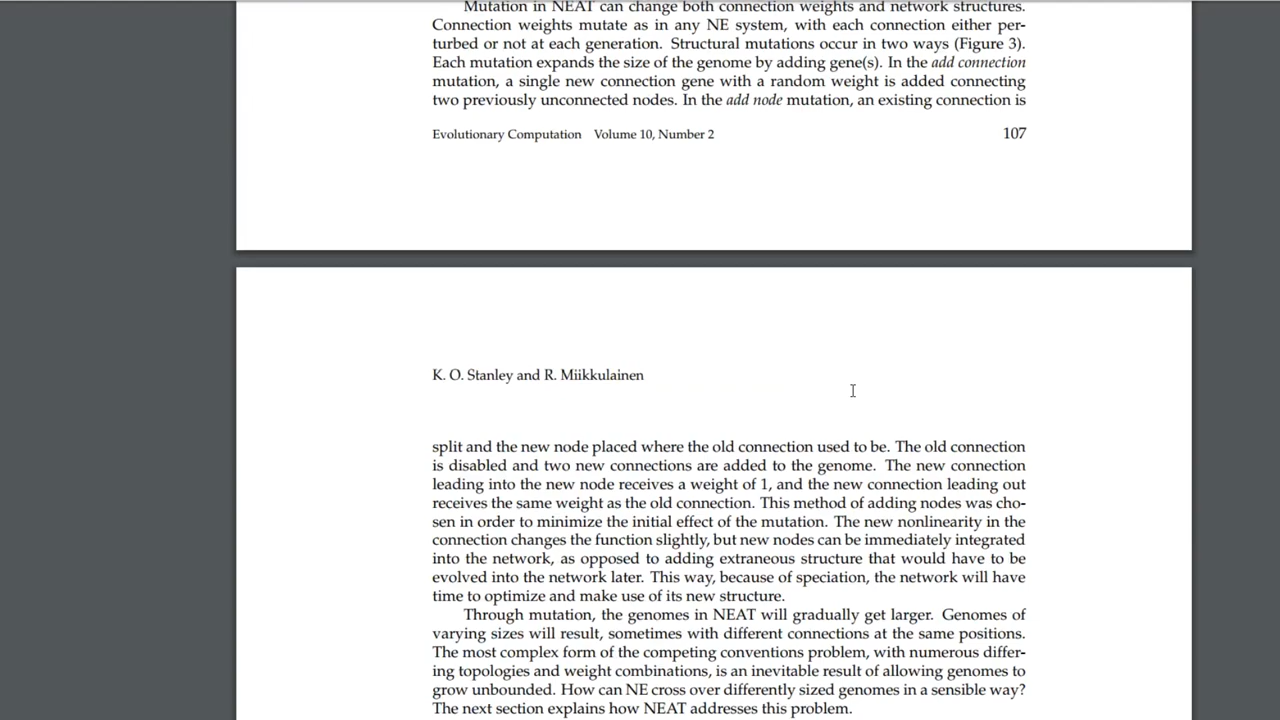 Mutation in NEAT can change both connection weights and network structures.
Connection weights mutate as in any NE system, with each connection either per-
turbed or not at each generation. Structural mutations occur in two ways (Figure 3).
Each mutation expands the size of the genome by adding gene(s). In the add connection
mutation, a single new connection gene with a random weight is added connecting
two previously unconnected nodes. In the add node mutation, an existing connection is
Evolutionary Computation Volume 10, Number 2 107
K. O. Stanley and R. Miikkulainen
split and the new node placed where the old connection used to be. The old connection
is disabled and two new connections are added to the genome. The new connection
leading into the new node receives a weight of 1, and the new connection leading out
receives the same weight as the old connection. This method of adding nodes was cho-
sen in order to minimize the initial effect of the mutation. The new nonlinearity in the
connection changes the function slightly, but new nodes can be immediately integrated
into the network, as opposed to adding extraneous structure that would have to be
evolved into the network later. This way, because of speciation, the network will have
time to optimize and make use of its new structure.
Through mutation, the genomes in NEAT will gradually get larger. Genomes of
varying sizes will result, sometimes with different connections at the same positions.
The most complex form of the competing conventions problem, with numerous differ-
ing topologies and weight combinations, is an inevitable result of allowing genomes to
grow unbounded. How can NE cross over differently sized genomes in a sensible way?
The next section explains how NEAT addresses this problem.